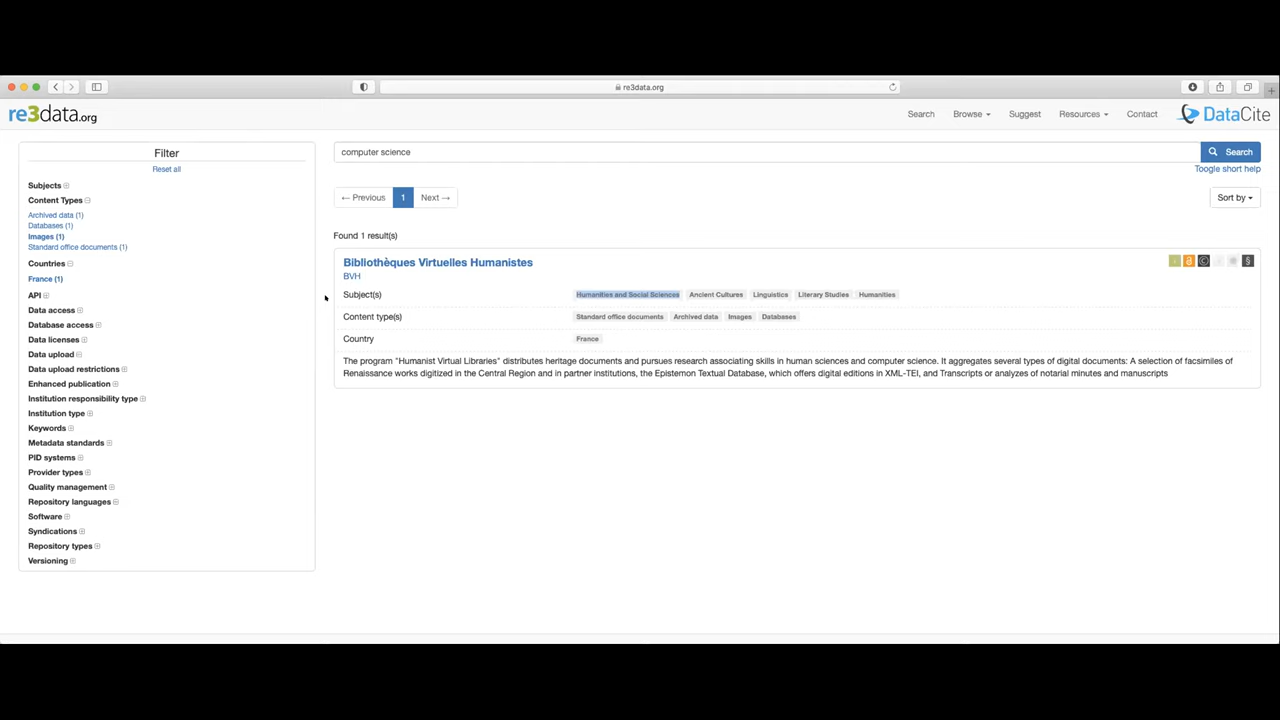 re3data.org
re3data.org
Search Browse Suggest Resources Contact DataCite
Filter
Reset all
Subjects
Content Types
Archived data (1)
Databases (1)
Images (1)
Standard office documents (1)
Countries
France (1)
API
Data access
Database access
Data licenses
Data upload
Data upload restrictions
Enhanced publication
Institution responsibility type
Institution type
Keywords
Metadata standards
PID systems
Provider types
Quality management
Repository languages
Software
Syndications
Repository types
Versioning
computer science
Search
Toogle short help
← Previous 1 Next →
Sort by
Found 1 result(s)
Bibliothèques Virtuelles Humanistes
BVH
Subject(s) Humanities and Social Sciences Ancient Cultures Linguistics Literary Studies Humanities
Content type(s) Standard office documents Archived data Images Databases
Country France
The program "Humanist Virtual Libraries" distributes heritage documents and pursues research associating skills in human sciences and computer science. It aggregates several types of digital documents: A selection of facsimiles of
Renaissance works digitized in the Central Region and in partner institutions, the Epistemon Textual Database, which offers digital editions in XML-TEI, and Transcripts or analyzes of notarial minutes and manuscripts